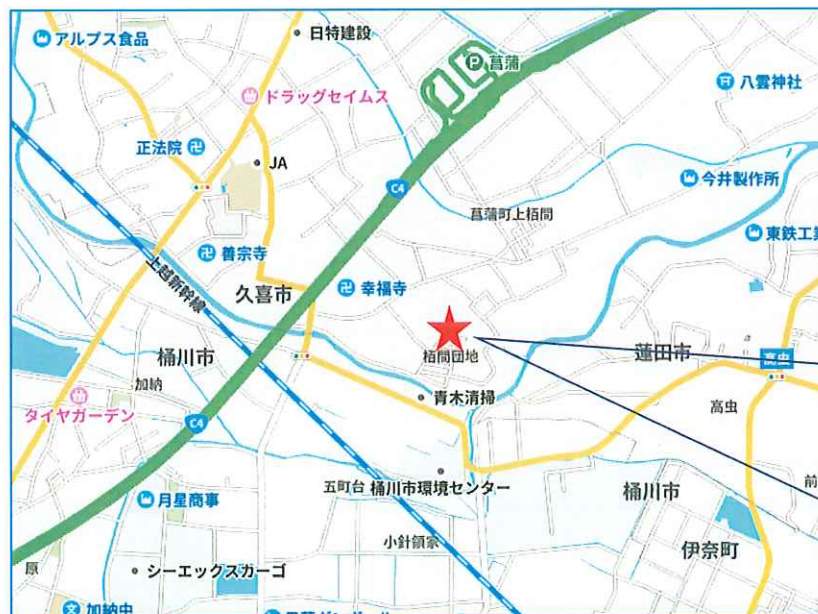 アルプス食品
日特建設
P 菖蒲
八雲神社
ドラッグセイムス
正法院
JA
C4
今井製作所
菖蒲町上栢間
東鉄工業
善宗寺
上越新幹線
久喜市
幸福寺
桶川市
栢間団地
蓮田市
高虫
加納
青木清掃
高虫
タイヤガーデン
C4
五町台
桶川市環境センター
前
月星商事
桶川市
小針領家
伊奈町
原
シーエックスカーゴ
文 加納中